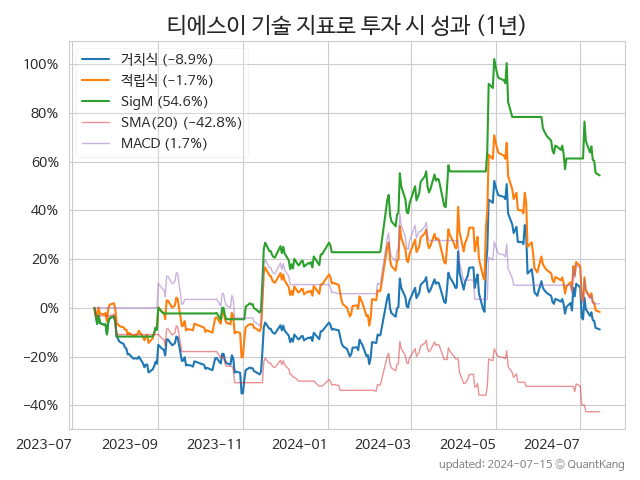 티에스이 기술 지표로 투자 시 성과 (1년)
거치식 (-8.9%)
적립식 (-1.7%)
SigM (54.6%)
SMA(20) (-42.8%)
MACD (1.7%)
100%
80%
60%
40%
20%
0%
-20%
-40%
2023-07 2023-09 2023-11 2024-01 2024-03 2024-05 2024-07
updated: 2024-07-15 © QuantKang